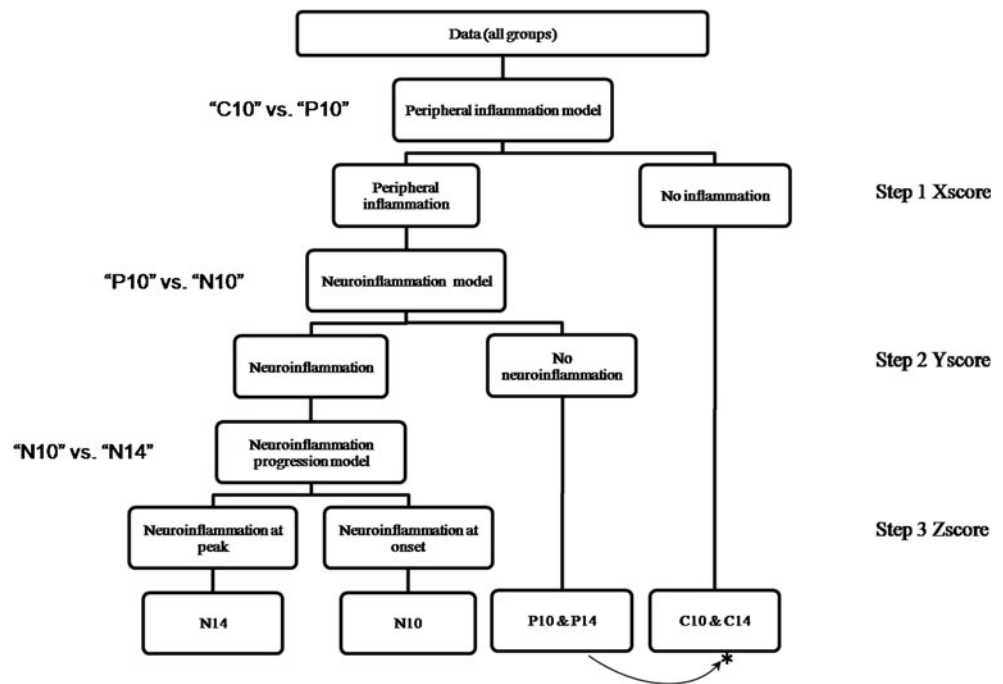 Data (all groups)
“C10” vs. “P10”
Peripheral inflammation model
Peripheral
inflammation
No inflammation
Step 1 Xscore
“P10” vs. “N10”
Neuroinflammation model
Neuroinflammation
No
neuroinflammation
Step 2 Yscore
“N10” vs. “N14”
Neuroinflammation
progression model
Neuroinflammation at
peak
Neuroinflammation at
onset
Step 3 Zscore
N14
N10
P10 & P14
C10 & C14
*